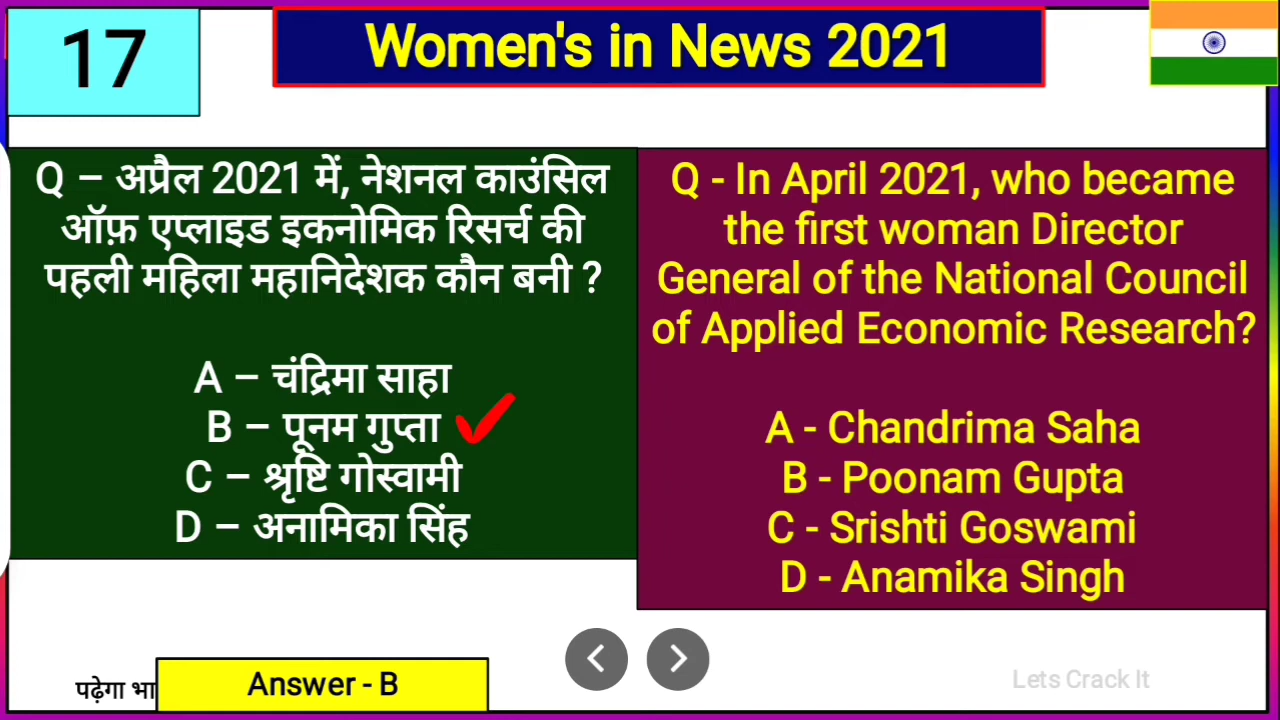 17
Women's in News 2021
Q – अप्रैल 2021 में, नेशनल काउंसिल
ऑफ़ एप्लाइड इकनोमिक रिसर्च की
पहली महिला महानिदेशक कौन बनी ?
A – चंद्रिमा साहा
B – पूनम गुप्ता
C – श्रृष्टि गोस्वामी
D – अनामिका सिंह
Q - In April 2021, who became
the first woman Director
General of the National Council
of Applied Economic Research?
A - Chandrima Saha
B - Poonam Gupta
C - Srishti Goswami
D - Anamika Singh
पढ़ेगा भा
Answer - B
Lets Crack It